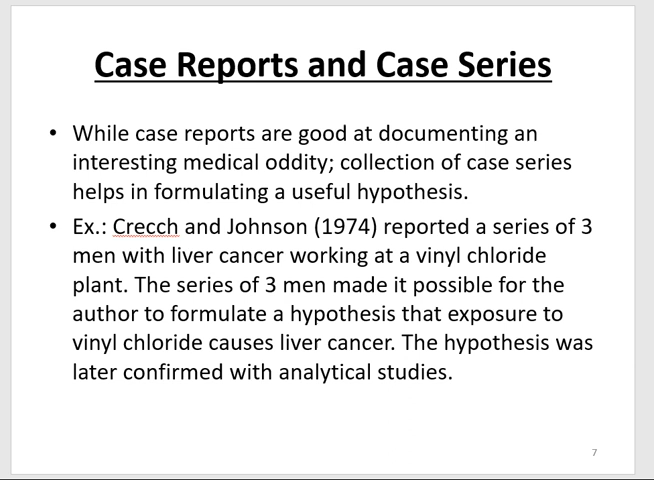 Case Reports and Case Series
• While case reports are good at documenting an
interesting medical oddity; collection of case series
helps in formulating a useful hypothesis.
• Ex.: Crecch and Johnson (1974) reported a series of 3
men with liver cancer working at a vinyl chloride
plant. The series of 3 men made it possible for the
author to formulate a hypothesis that exposure to
vinyl chloride causes liver cancer. The hypothesis was
later confirmed with analytical studies.
7